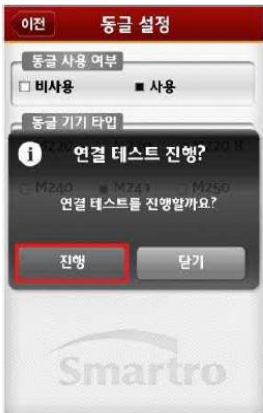 이전 동글 설정
동글 사용 여부
비사용 사용
동글 기기 타입
연결 테스트 진행?
M240 M241 M250
연결 테스트를 진행할까요?
진행 닫기
Smartro